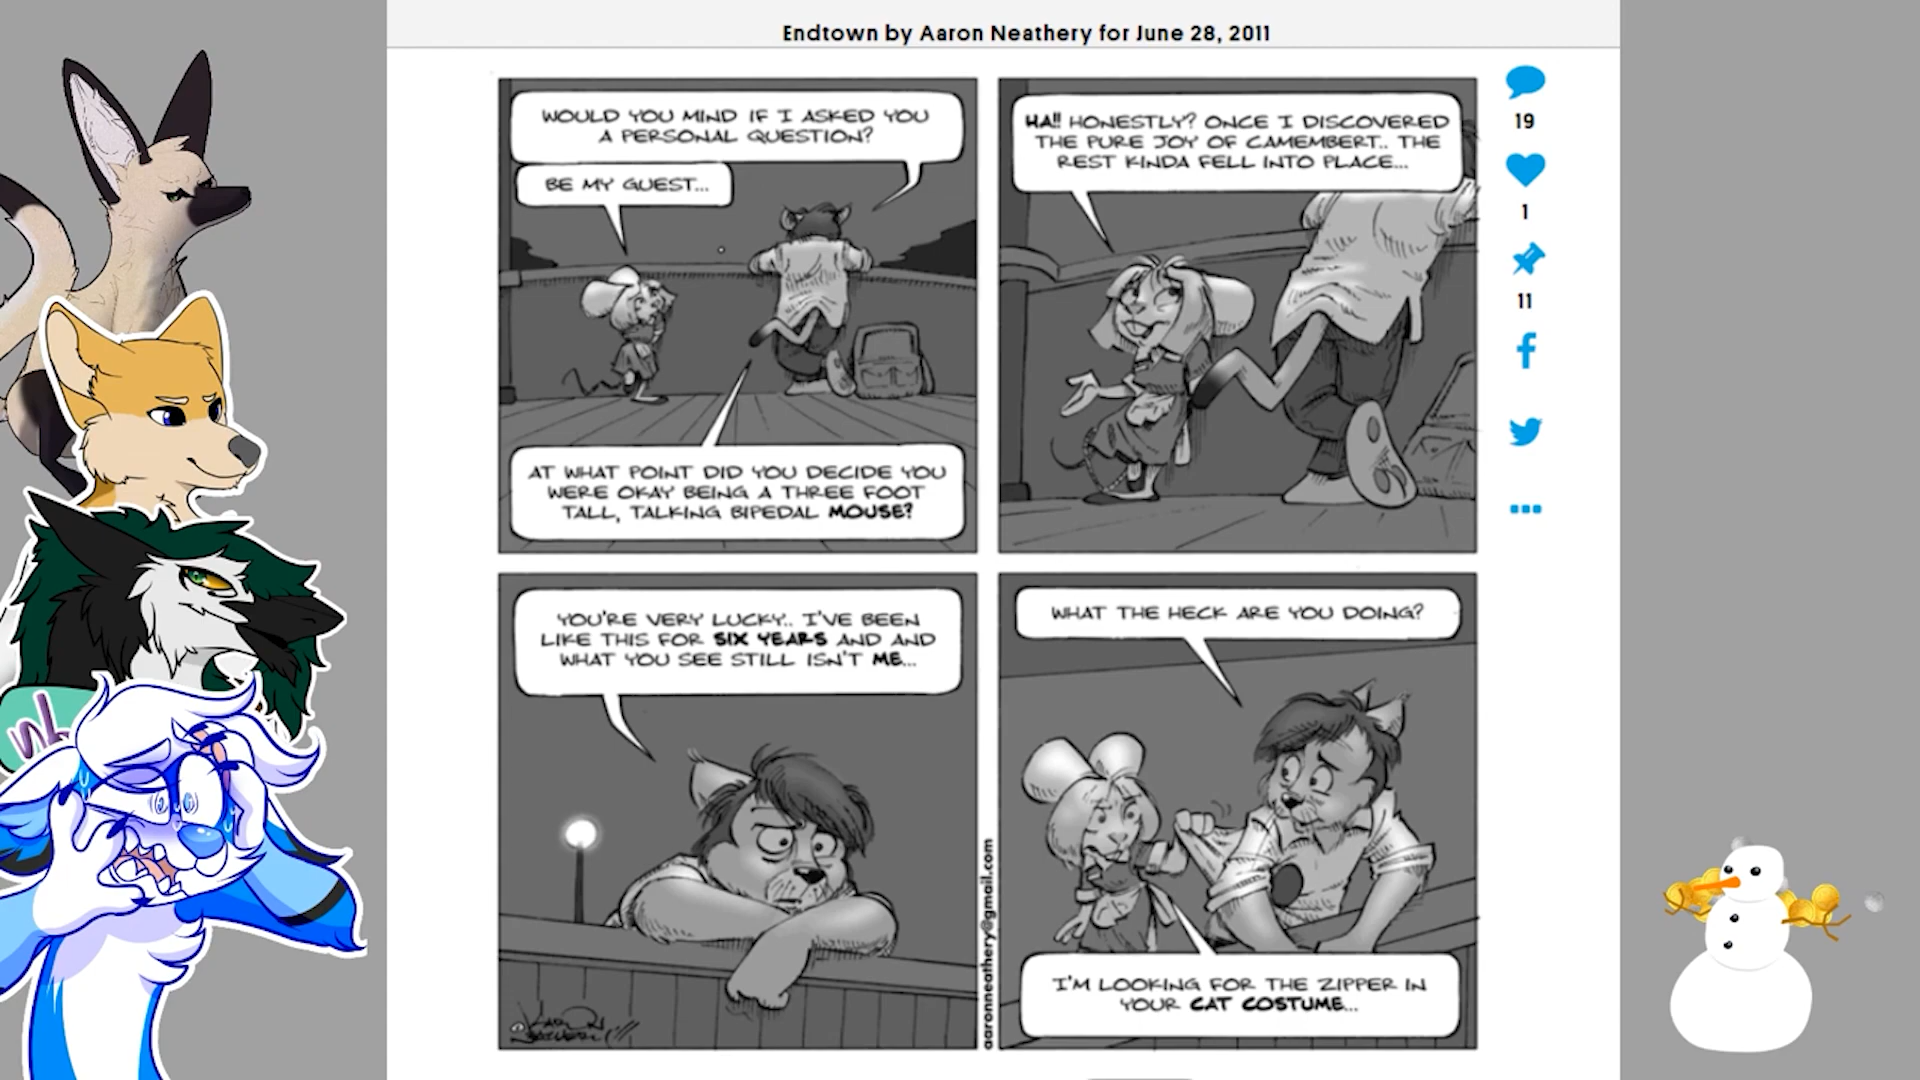 Endtown by Aaron Neathery for June 28, 2011
WOULD YOU MIND IF I ASKED YOU
A PERSONAL QUESTION?
BE MY GUEST...
AT WHAT POINT DID YOU DECIDE YOU
WERE OKAY BEING A THREE FOOT
TALL, TALKING BIPEDAL MOUSE?
HA!! HONESTLY? ONCE I DISCOVERED
THE PURE JOY OF CAMEMBERT.. THE
REST KINDA FELL INTO PLACE...
YOU'RE VERY LUCKY.. I'VE BEEN
LIKE THIS FOR SIX YEARS AND AND
WHAT YOU SEE STILL ISN'T ME...
WHAT THE HECK ARE YOU DOING?
I'M LOOKING FOR THE ZIPPER IN
YOUR CAT COSTUME...
aaronneathery@gmail.com
19
1
11